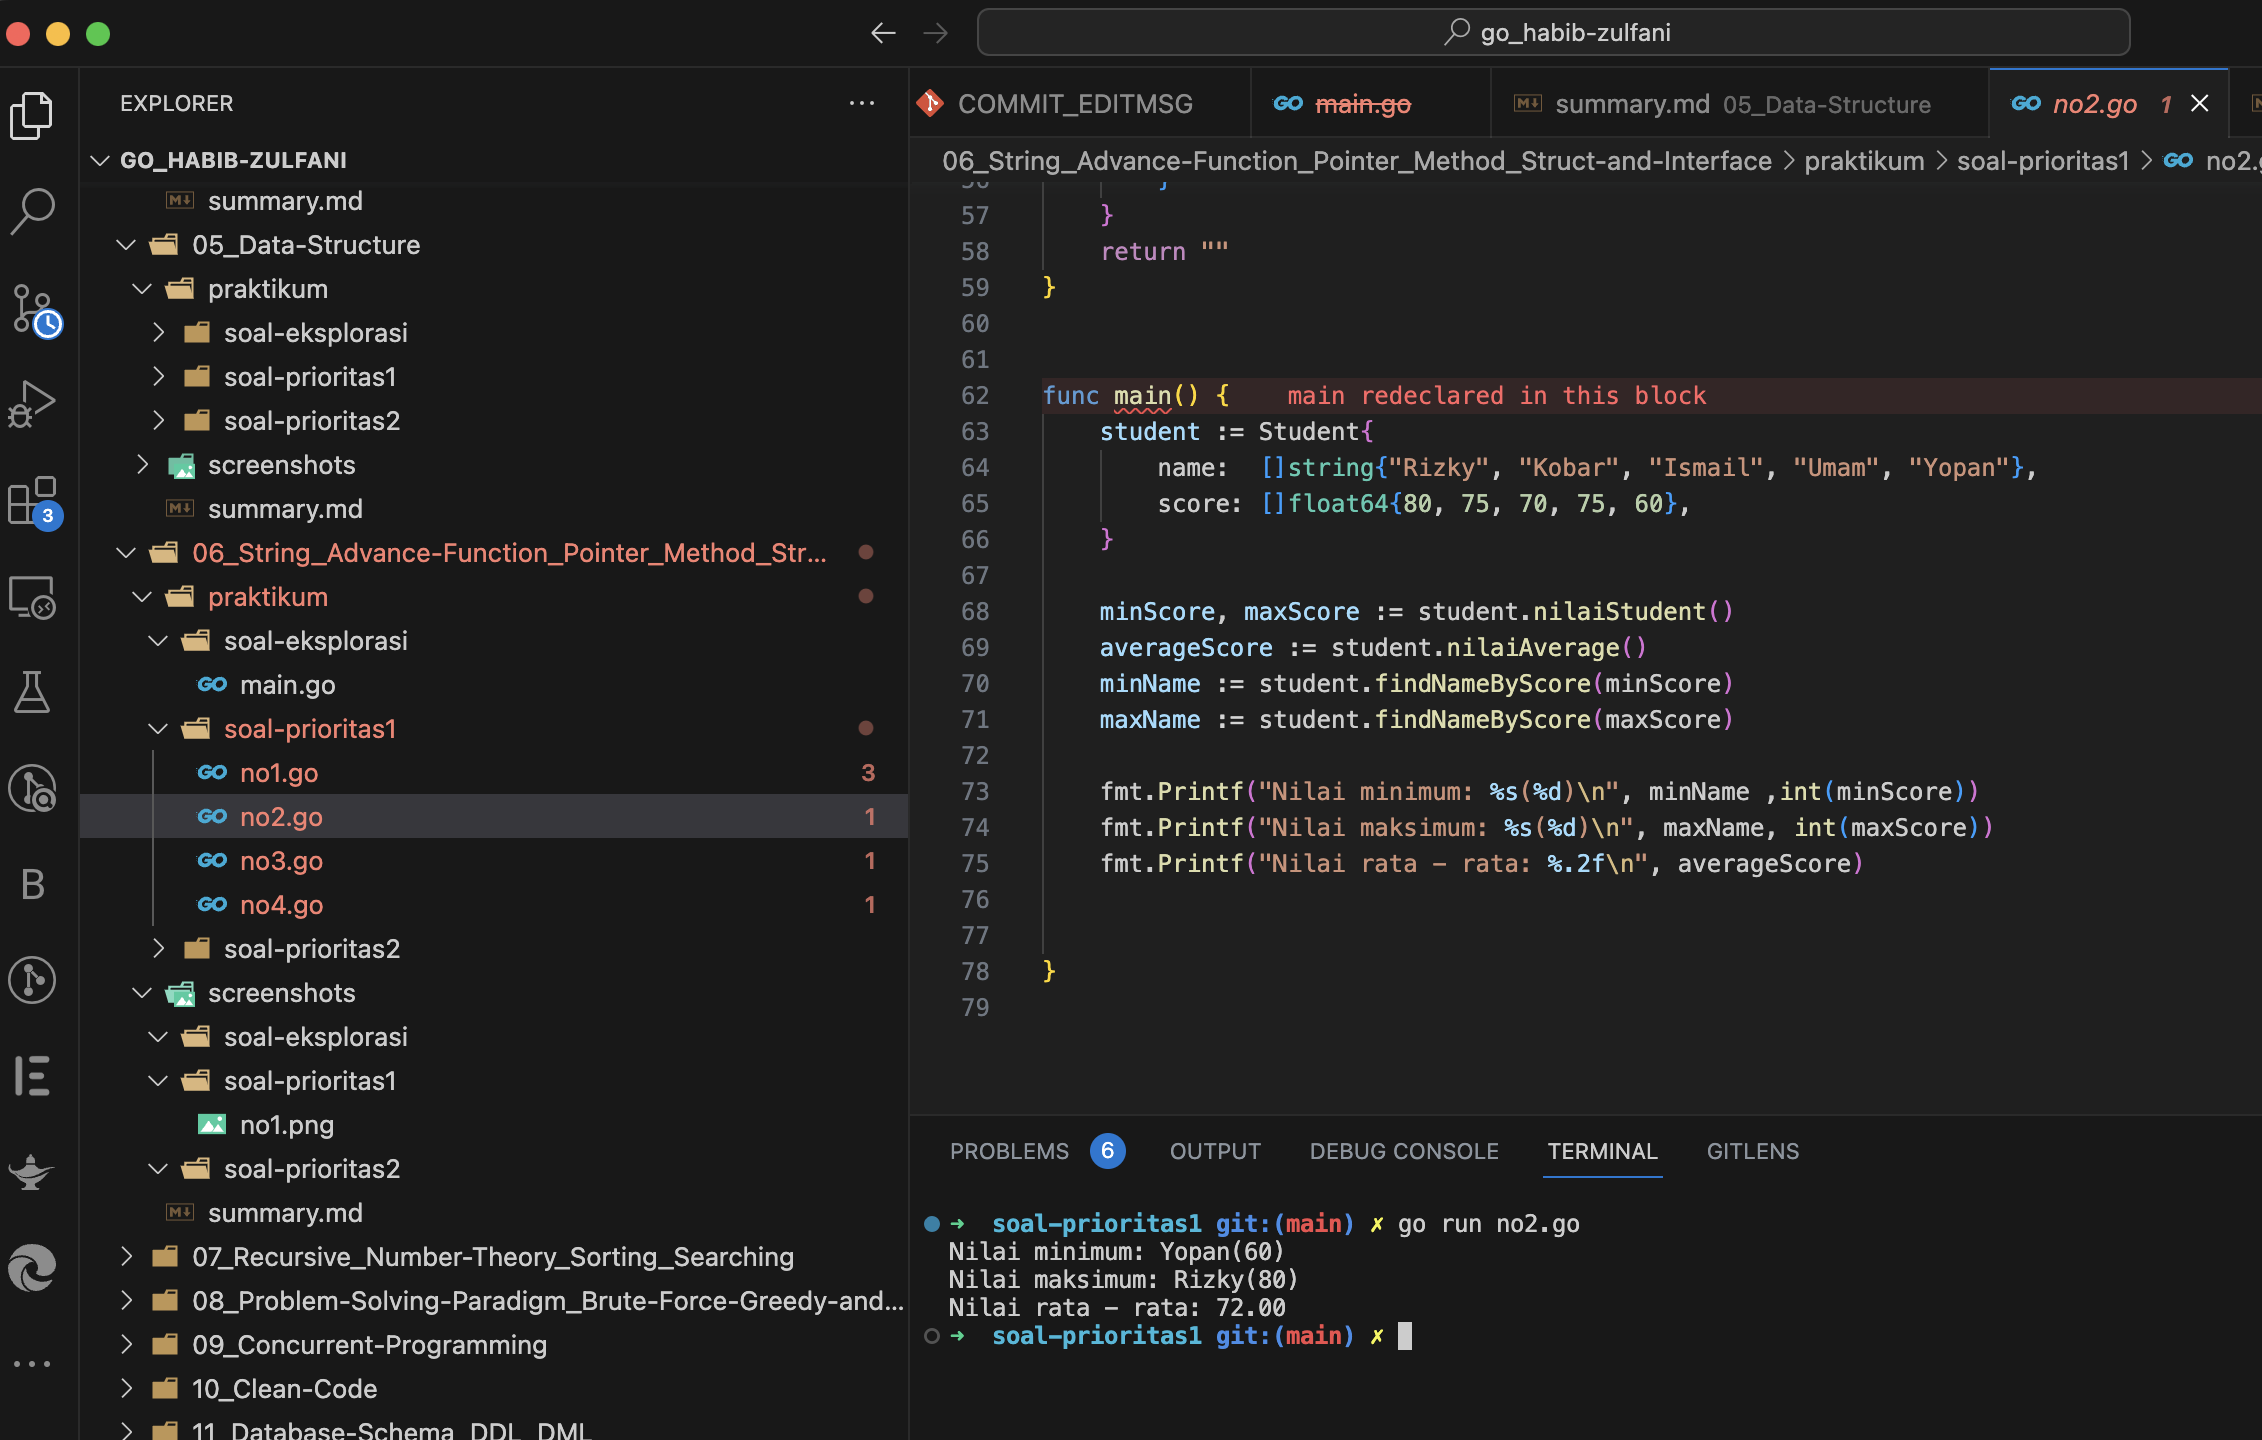 go_habib-zulfani
EXPLORER
GO_HABIB-ZULFANI
summary.md
05_Data-Structure
praktikum
soal-eksplorasi
soal-prioritas1
soal-prioritas2
screenshots
summary.md
06_String_Advance-Function_Pointer_Method_Str...
praktikum
soal-eksplorasi
main.go
soal-prioritas1
no1.go 3
no2.go 1
no3.go 1
no4.go 1
soal-prioritas2
screenshots
soal-eksplorasi
soal-prioritas1
no1.png
soal-prioritas2
summary.md
07_Recursive_Number-Theory_Sorting_Searching
08_Problem-Solving-Paradigm_Brute-Force-Greedy-and...
09_Concurrent-Programming
10_Clean-Code
11_Database-Schema_DDL_DML
3
B
COMMIT_EDITMSG
main.go
summary.md 05_Data-Structure
no2.go 1
06_String_Advance-Function_Pointer_Method_Struct-and-Interface > praktikum > soal-prioritas1 > no2.g
56 }
57 }
58 return ""
59 }
60
61
62 func main() { main redeclared in this block
63 student := Student{
64 name: []string{"Rizky", "Kobar", "Ismail", "Umam", "Yopan"},
65 score: []float64{80, 75, 70, 75, 60},
66 }
67
68 minScore, maxScore := student.nilaiStudent()
69 averageScore := student.nilaiAverage()
70 minName := student.findNameByScore(minScore)
71 maxName := student.findNameByScore(maxScore)
72
73 fmt.Printf("Nilai minimum: %s(%d)\n", minName ,int(minScore))
74 fmt.Printf("Nilai maksimum: %s(%d)\n", maxName, int(maxScore))
75 fmt.Printf("Nilai rata - rata: %.2f\n", averageScore)
76
77
78 }
79
PROBLEMS 6 OUTPUT DEBUG CONSOLE TERMINAL GITLENS
➜ soal-prioritas1 git:(main) ✗ go run no2.go
Nilai minimum: Yopan(60)
Nilai maksimum: Rizky(80)
Nilai rata - rata: 72.00
➜ soal-prioritas1 git:(main) ✗